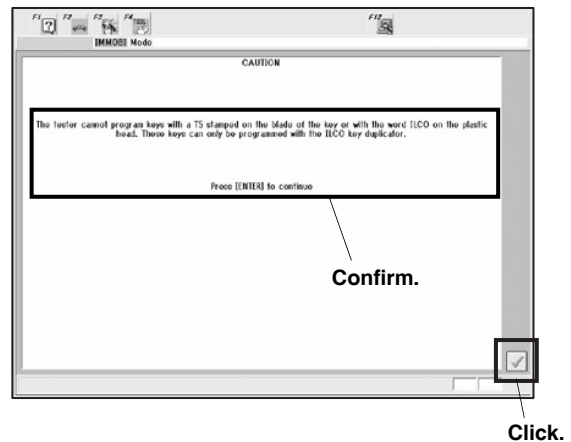 F1 F2 F3 F4 F12
IMMOBI Mode
CAUTION
The tester cannot program keys with a T5 stamped on the blade of the key or with the word ILCO on the plastic
head. These keys can only be programmed with the ILCO key duplicator.
Press [ENTER] to continue
Confirm.
Click.